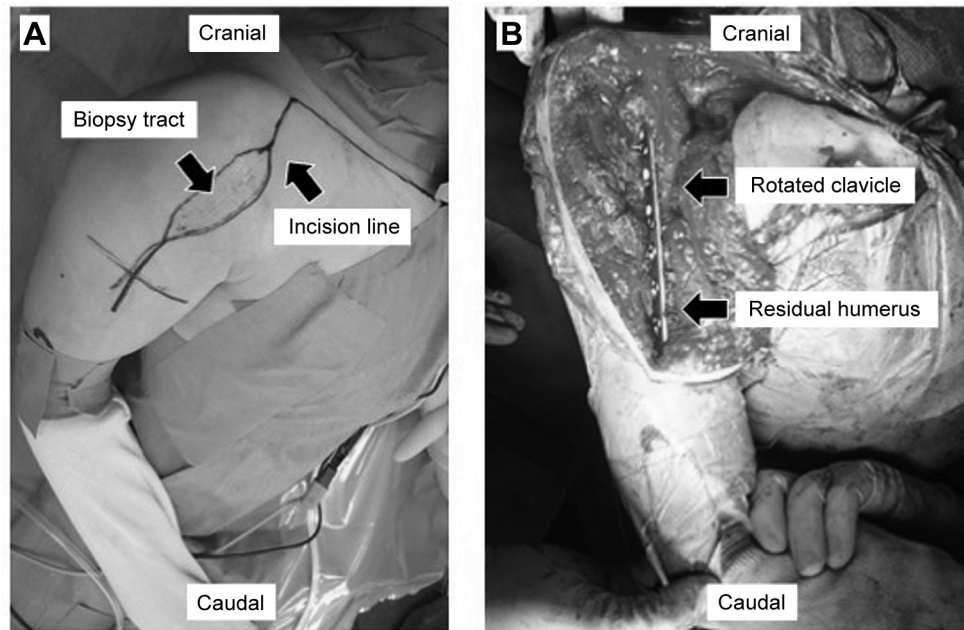 A
Cranial
Biopsy tract
Incision line
Caudal
B
Cranial
Rotated clavicle
Residual humerus
Caudal